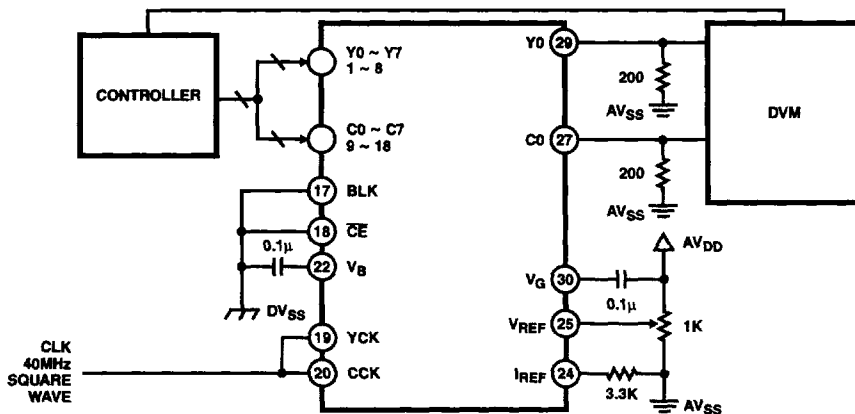 CONTROLLER
Y0 ~ Y7
1 ~ 8
C0 ~ C7
9 ~ 18
17 BLK
18 CE
0.1μ
22 VB
DVSS
19 YCK
20 CCK
CLK
40MHz
SQUARE
WAVE
Y0 29
200
AVSS
C0 27
200
AVSS
DVM
AVDD
VG 30
0.1μ
VREF 25
1K
IREF 24
3.3K
AVSS